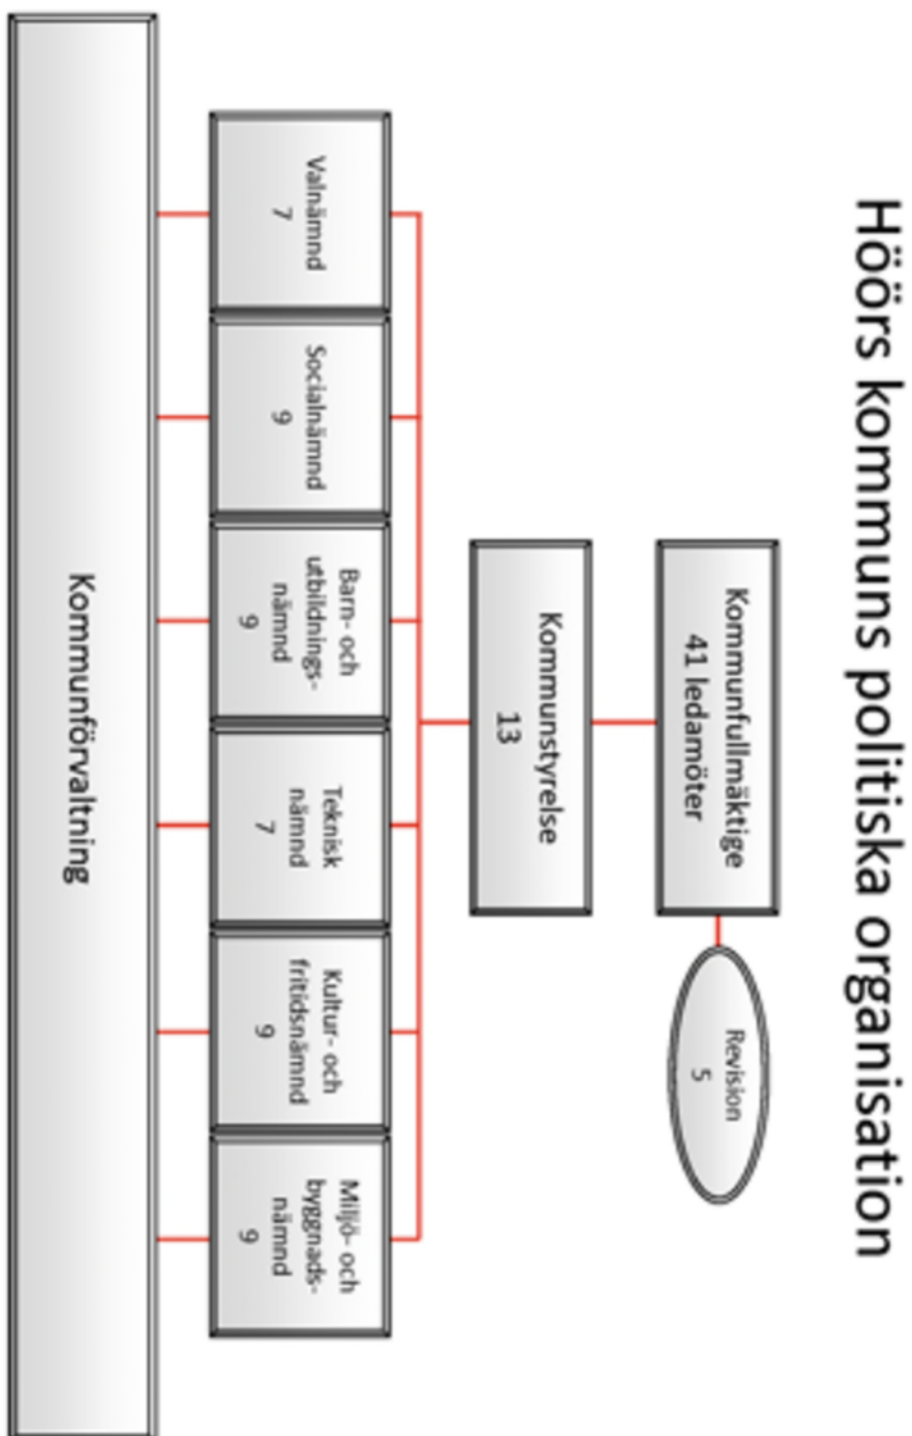 Höörs kommuns politiska organisation
Kommunfullmäktige
41 ledamöter
Revision
5
Kommunstyrelse
13
Valnämnd
7
Socialnämnd
9
Barn- och
utbildnings-
nämnd
9
Teknisk
nämnd
7
Kultur- och
fritidsnämnd
9
Miljö- och
byggnads-
nämnd
9
Kommunförvaltning